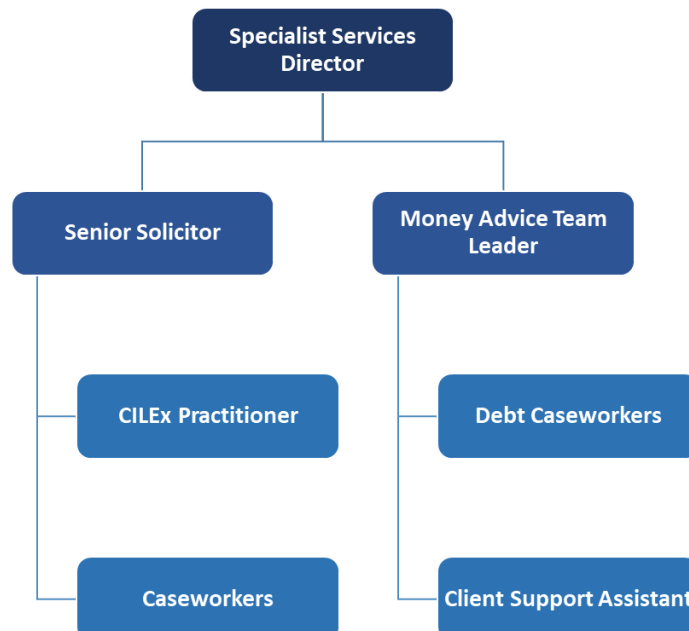 Specialist Services
Director
Senior Solicitor
Money Advice Team
Leader
CILEx Practitioner
Debt Caseworkers
Caseworkers
Client Support Assistant